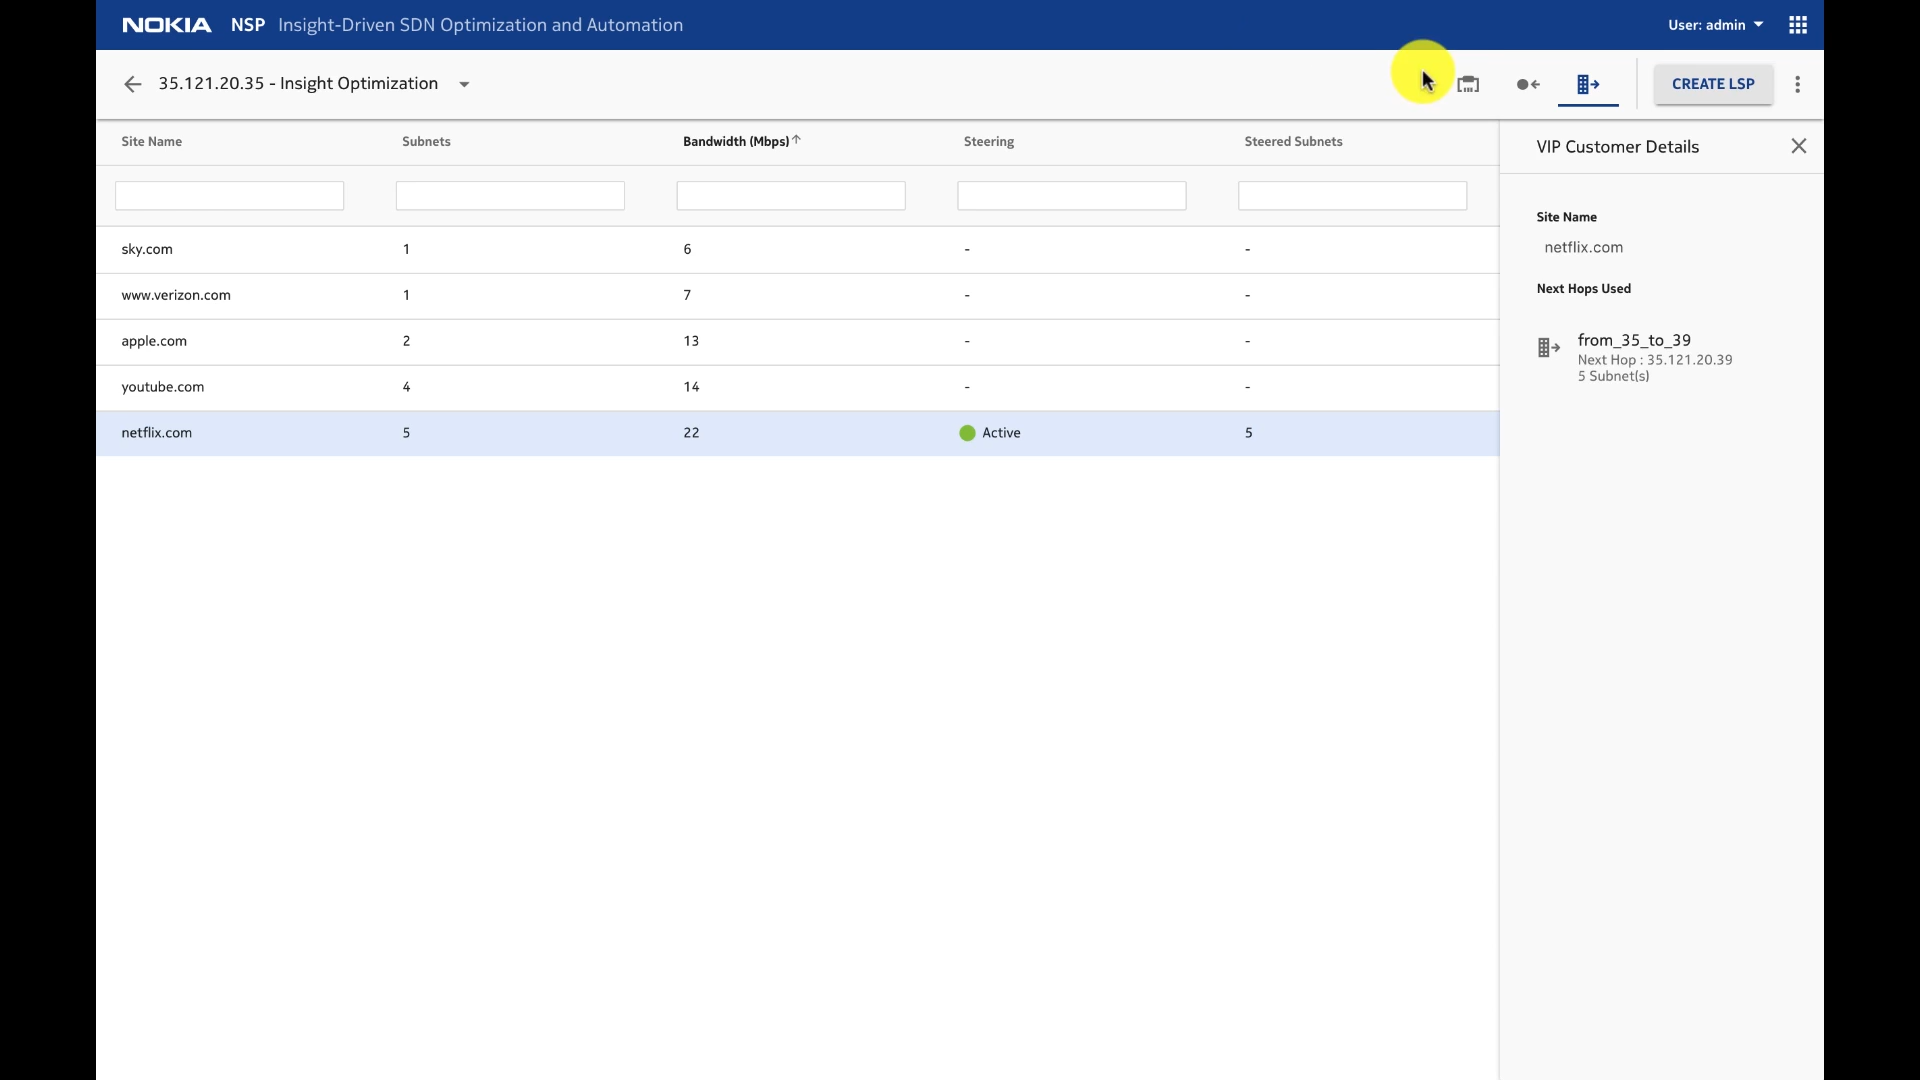 NOKIA NSP Insight-Driven SDN Optimization and Automation User: admin
35.121.20.35 - Insight Optimization CREATE LSP
Site Name Subnets Bandwidth (Mbps) Steering Steered Subnets
sky.com 1 6 - -
www.verizon.com 1 7 - -
apple.com 2 13 - -
youtube.com 4 14 - -
netflix.com 5 22 Active 5
VIP Customer Details
Site Name
netflix.com
Next Hops Used
from_35_to_39
Next Hop : 35.121.20.39
5 Subnet(s)